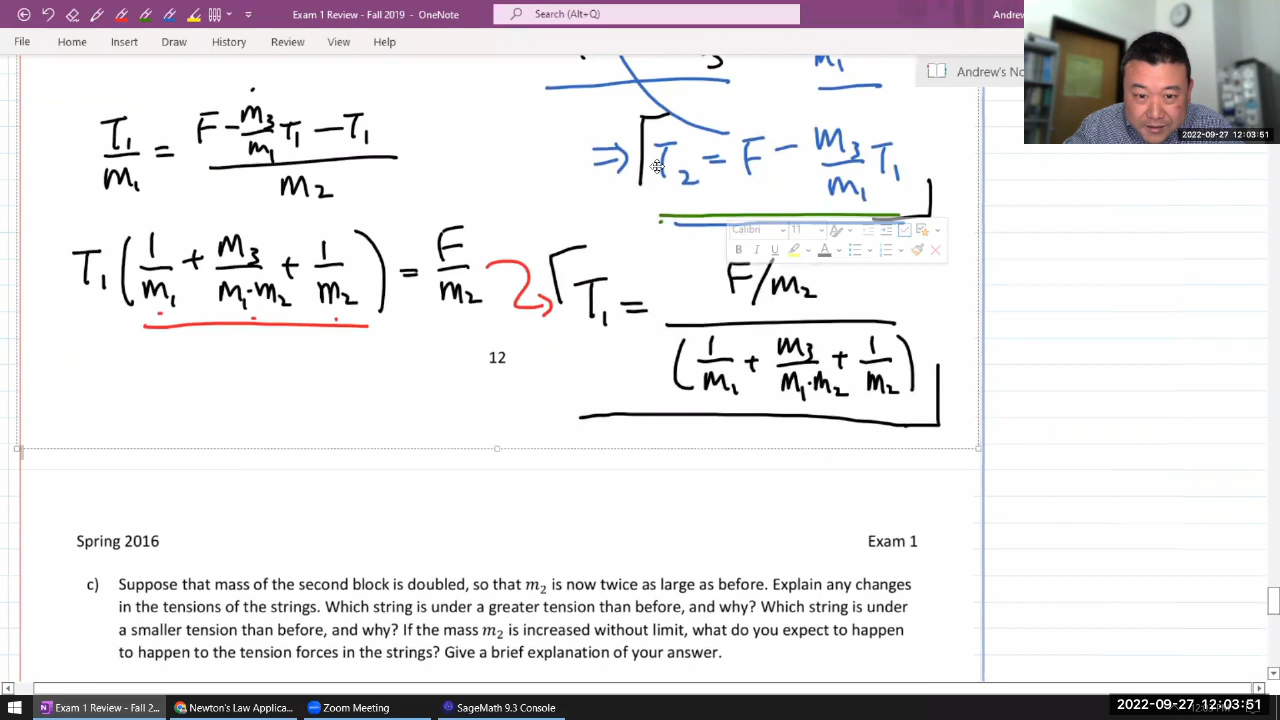 Exam 1 Review - Fall 2019 - OneNote
Search (Alt+Q)
Andrew
File Home Insert Draw History Review View Help
Andrew's No
m₁
T₁/m₁ = (F - (m₃/m₁) T₁ - T₁)/m₂
⇒ T₂ = F - (m₃/m₁) T₁
Calibri 11
B I U A
T₁ (1/m₁ + m₃/(m₁·m₂) + 1/m₂) = F/m₂
T₁ = (F/m₂)/(1/m₁ + m₃/(m₁·m₂) + 1/m₂)
12
Spring 2016 Exam 1
c) Suppose that mass of the second block is doubled, so that m₂ is now twice as large as before. Explain any changes
in the tensions of the strings. Which string is under a greater tension than before, and why? Which string is under
a smaller tension than before, and why? If the mass m₂ is increased without limit, what do you expect to happen
to happen to the tension forces in the strings? Give a brief explanation of your answer.
2022-09-27 12:03:51
Exam 1 Review - Fall 2... Newton's Law Applica... Zoom Meeting SageMath 9.3 Console
2022-09-27 12:03:51